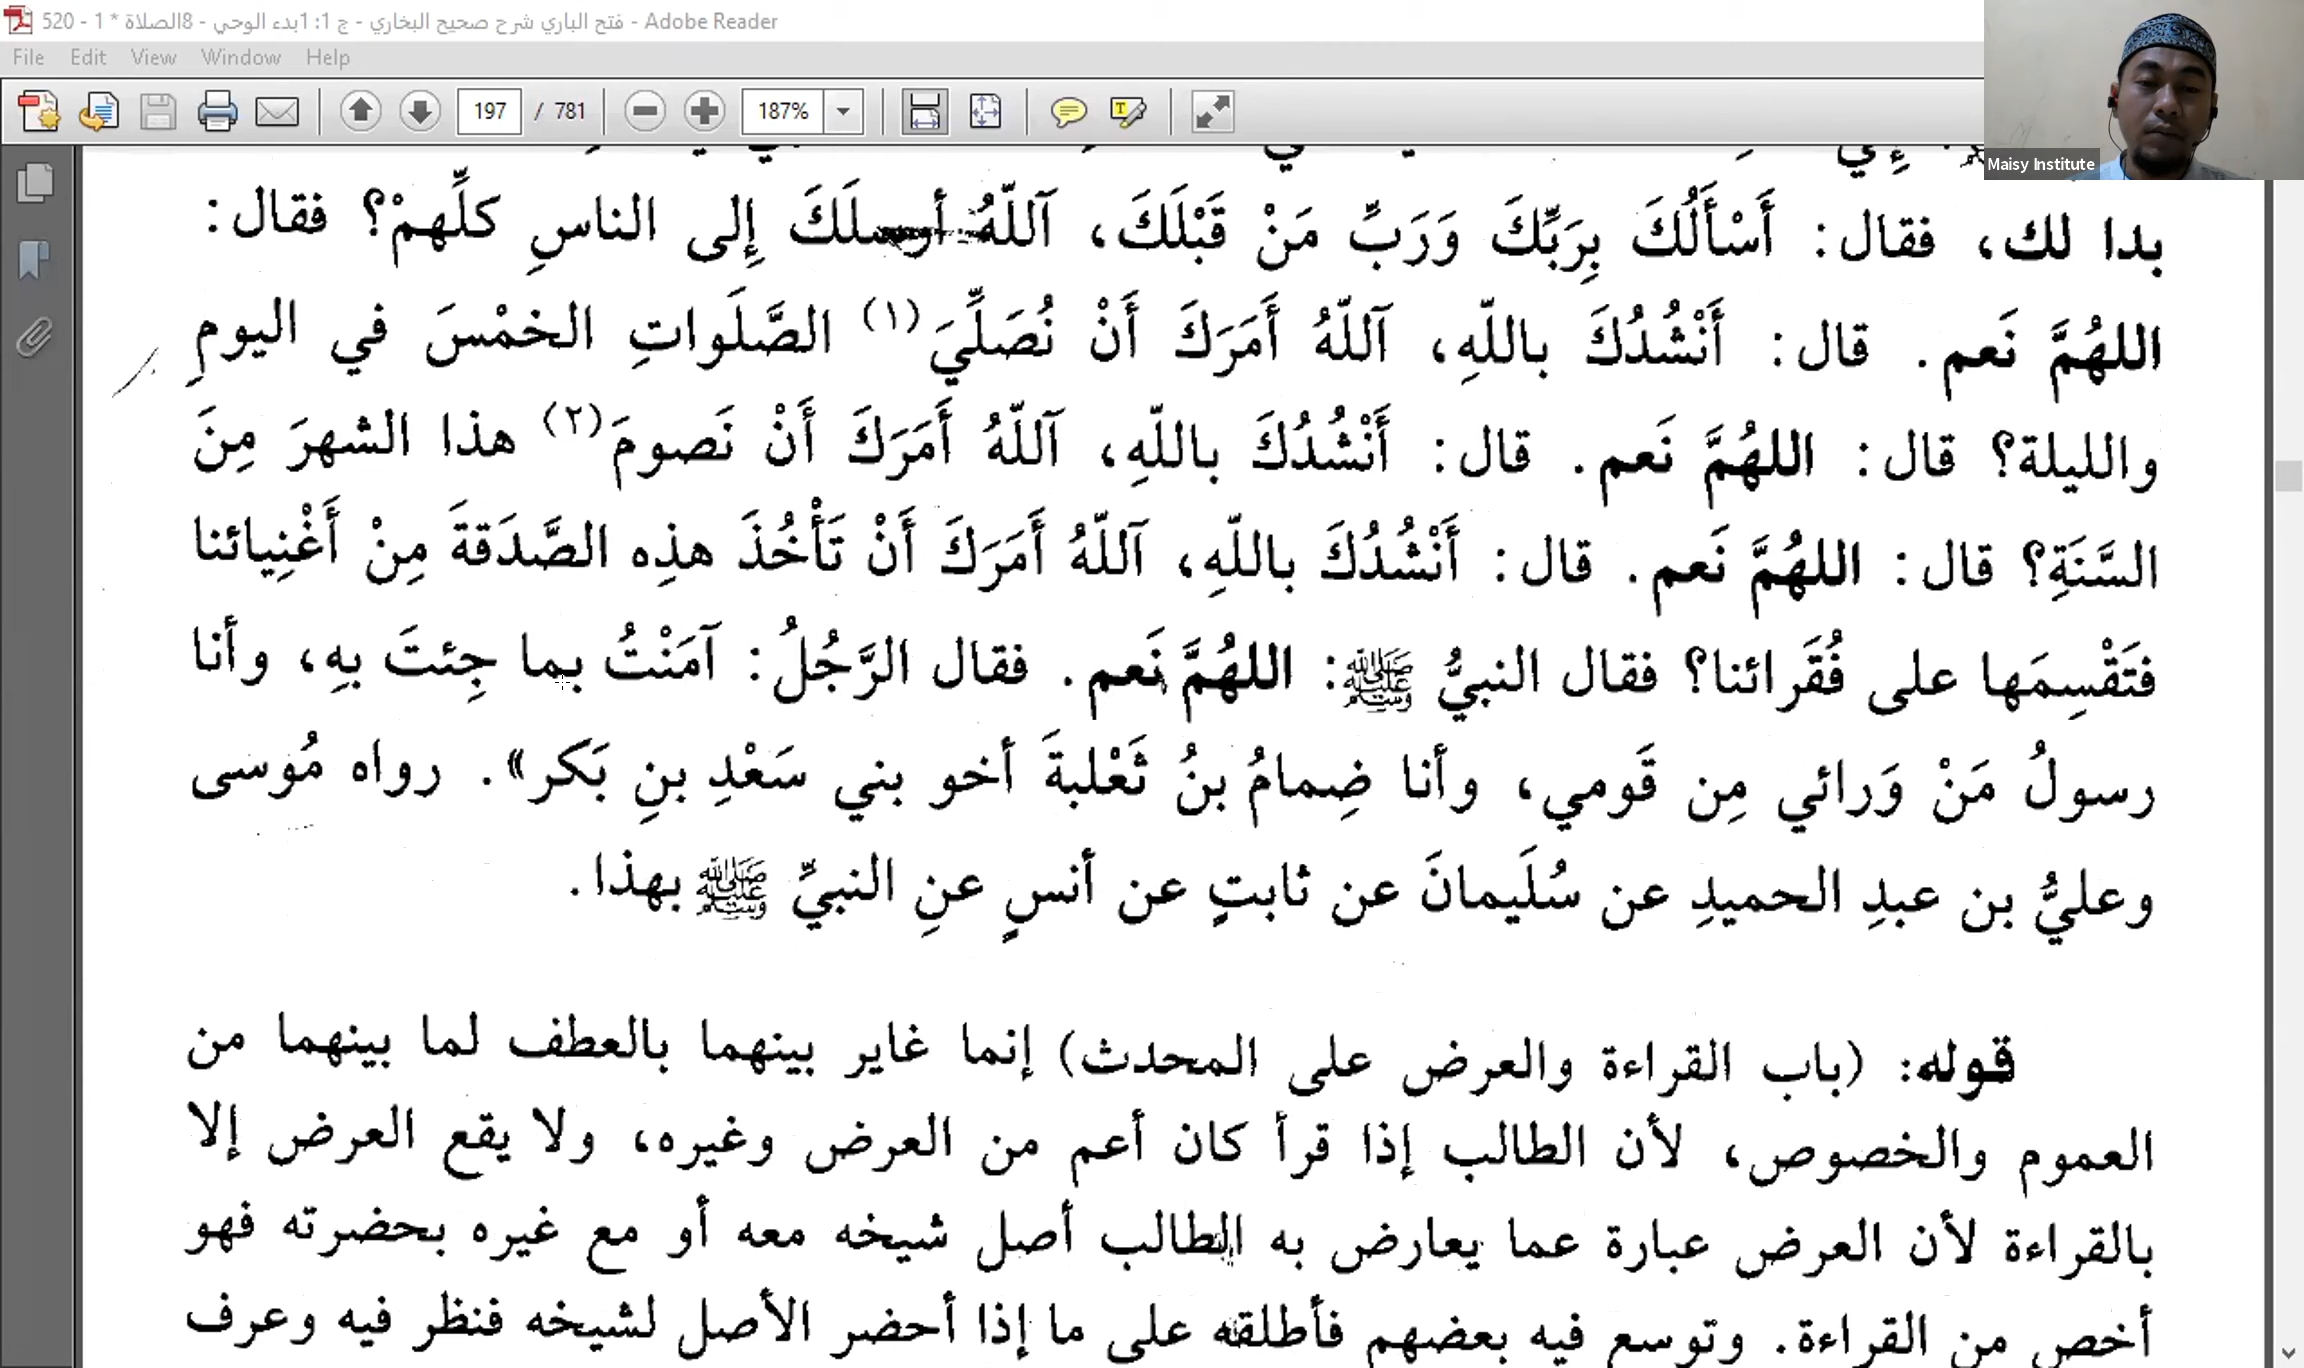 فتح الباري شرح صحيح البخاري - ج 1: 1بدء الوحي - 8الصلاة * 1 - 520 - Adobe Reader
File Edit View Window Help
197 / 781 187%
Maisy Institute
بدا لك، فقال: أَسْأَلُكَ بِرَبِّكَ وَرَبِّ مَنْ قَبْلَكَ، آللّهُ أرسلَكَ إِلى الناسِ كلِّهمْ؟ فقال:
اللهُمَّ نَعم. قال: أَنْشُدُكَ باللّهِ، آللّهُ أَمَرَكَ أَنْ نُصَلِّيَ(١) الصَّلَواتِ الخمْسَ في اليومِ
والليلة؟ قال: اللهُمَّ نَعم. قال: أَنْشُدُكَ باللّهِ، آللّهُ أَمَرَكَ أَنْ نَصومَ(٢) هذا الشهرَ مِنَ
السَّنَةِ؟ قال: اللهُمَّ نَعم. قال: أَنْشُدُكَ باللّهِ، آللّهُ أَمَرَكَ أَنْ تَأْخُذَ هذِه الصَّدَقةَ مِنْ أَغْنِيائنا
فتَقْسِمَها على فُقَرائنا؟ فقال النبيُّ ﷺ: اللهُمَّ نَعم. فقال الرَّجُلُ: آمَنْتُ بما جِئتَ بهِ، وأنا
رسولُ مَنْ وَرائي مِن قَومي، وأنا ضِمامُ بنُ ثَعْلبةَ أخو بني سَعْدِ بنِ بَكر». رواه مُوسى
وعليُّ بن عبدِ الحميدِ عن سُلَيمانَ عن ثابتٍ عن أنسٍ عنِ النبيِّ ﷺ بهذا.
قوله: (باب القراءة والعرض على المحدث) إنما غاير بينهما بالعطف لما بينهما من
العموم والخصوص، لأن الطالب إذا قرأ كان أعم من العرض وغيره، ولا يقع العرض إلا
بالقراءة لأن العرض عبارة عما يعارض به الطالب أصل شيخه معه أو مع غيره بحضرته فهو
أخص من القراءة. وتوسع فيه بعضهم فأطلقه على ما إذا أحضر الأصل لشيخه فنظر فيه وعرف